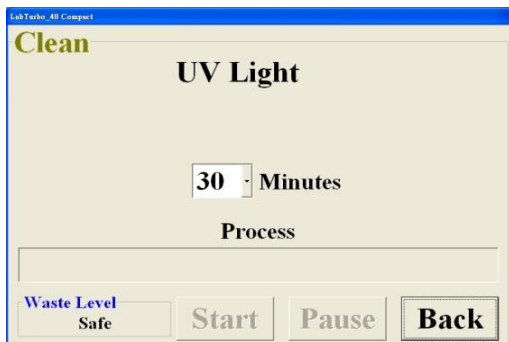 LabTurbo_48 Compact
Clean
UV Light
30 Minutes
Process
Waste Level
Safe
Start Pause Back